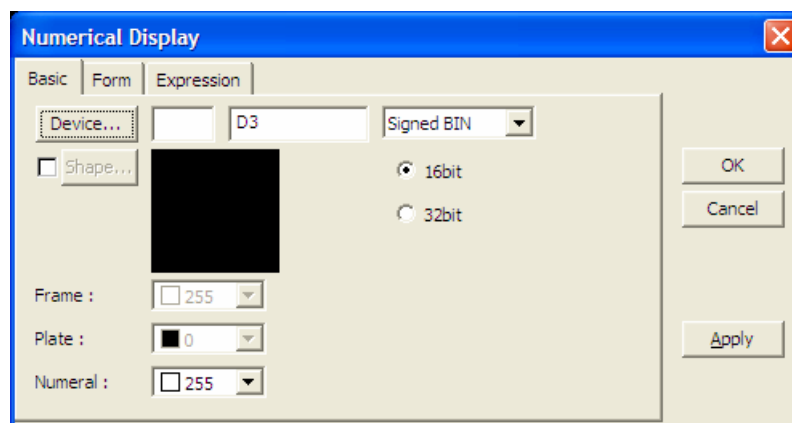 Numerical Display
Basic Form Expression
Device... D3 Signed BIN
Shape... 16bit OK
32bit Cancel
Frame : 255
Plate : 0 Apply
Numeral : 255